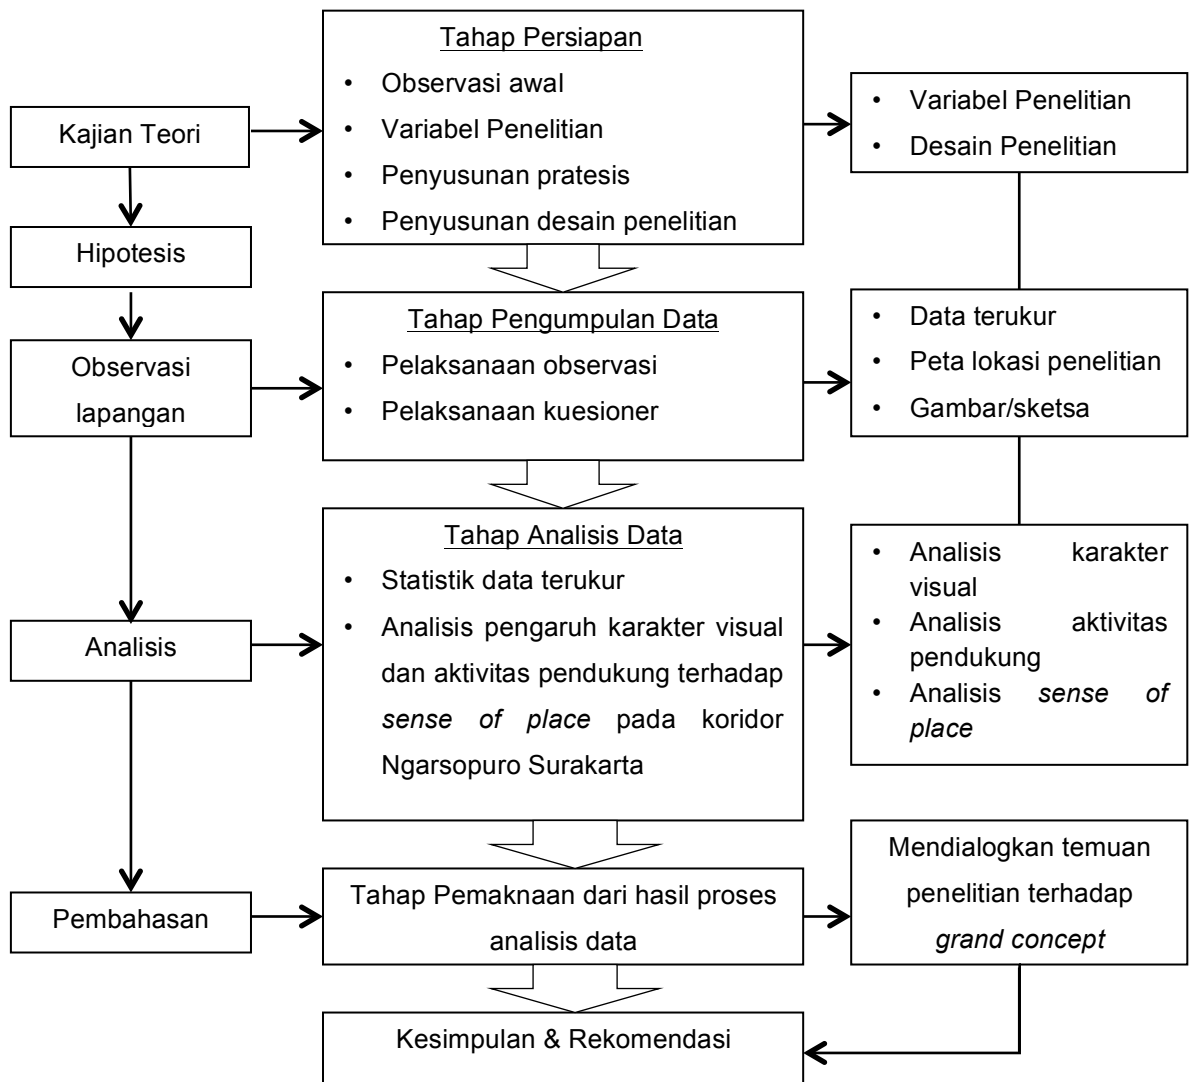 Tahap Persiapan
• Observasi awal
• Variabel Penelitian
• Penyusunan pratesis
• Penyusunan desain penelitian
Kajian Teori
• Variabel Penelitian
• Desain Penelitian
Hipotesis
Tahap Pengumpulan Data
• Pelaksanaan observasi
• Pelaksanaan kuesioner
Observasi
lapangan
• Data terukur
• Peta lokasi penelitian
• Gambar/sketsa
Tahap Analisis Data
• Statistik data terukur
• Analisis pengaruh karakter visual
dan aktivitas pendukung terhadap
sense of place pada koridor
Ngarsopuro Surakarta
Analisis
• Analisis karakter
visual
• Analisis aktivitas
pendukung
• Analisis sense of
place
Pembahasan
Tahap Pemaknaan dari hasil proses
analisis data
Mendialogkan temuan
penelitian terhadap
grand concept
Kesimpulan & Rekomendasi